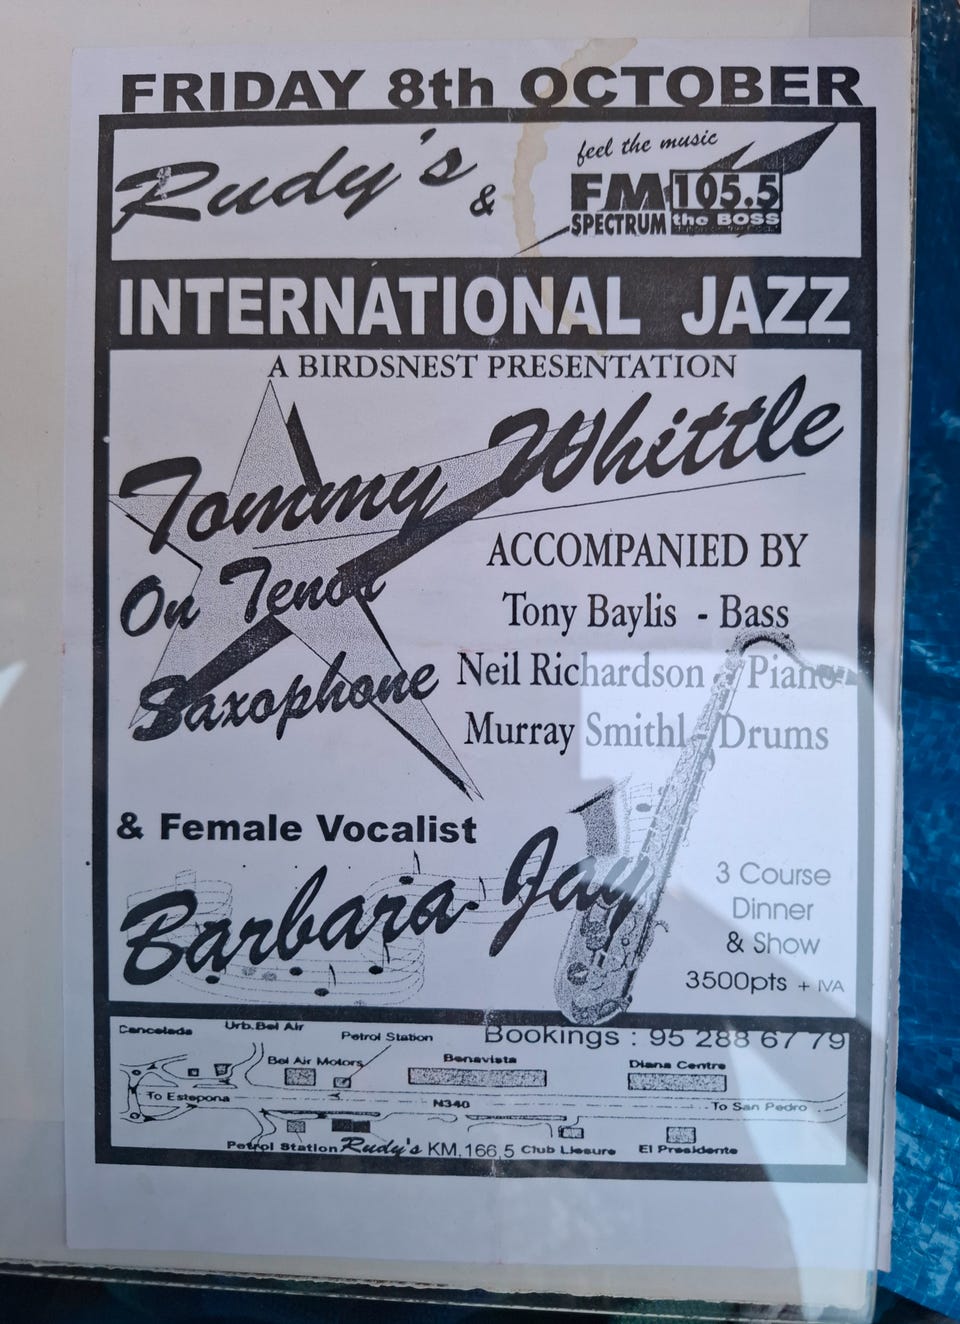 FRIDAY 8th OCTOBER
Rudy's &
feel the music
FM 105.5
SPECTRUM the BOSS
INTERNATIONAL JAZZ
A BIRDSNEST PRESENTATION
Tommy Whittle
On Tenor
Saxophone
ACCOMPANIED BY
Tony Baylis - Bass
Neil Richardson - Piano
Murray Smithl - Drums
& Female Vocalist
Barbara Jay
3 Course
Dinner
& Show
3500pts + IVA
Bookings : 95 288 67 79
Cancelada
Urb.Bel Air
Petrol Station
Bel Air Motors
Benavista
Diana Centre
To Estepona
N340
To San Pedro
Petrol Station Rudy's KM.166,5 Club Liesure El Presidente